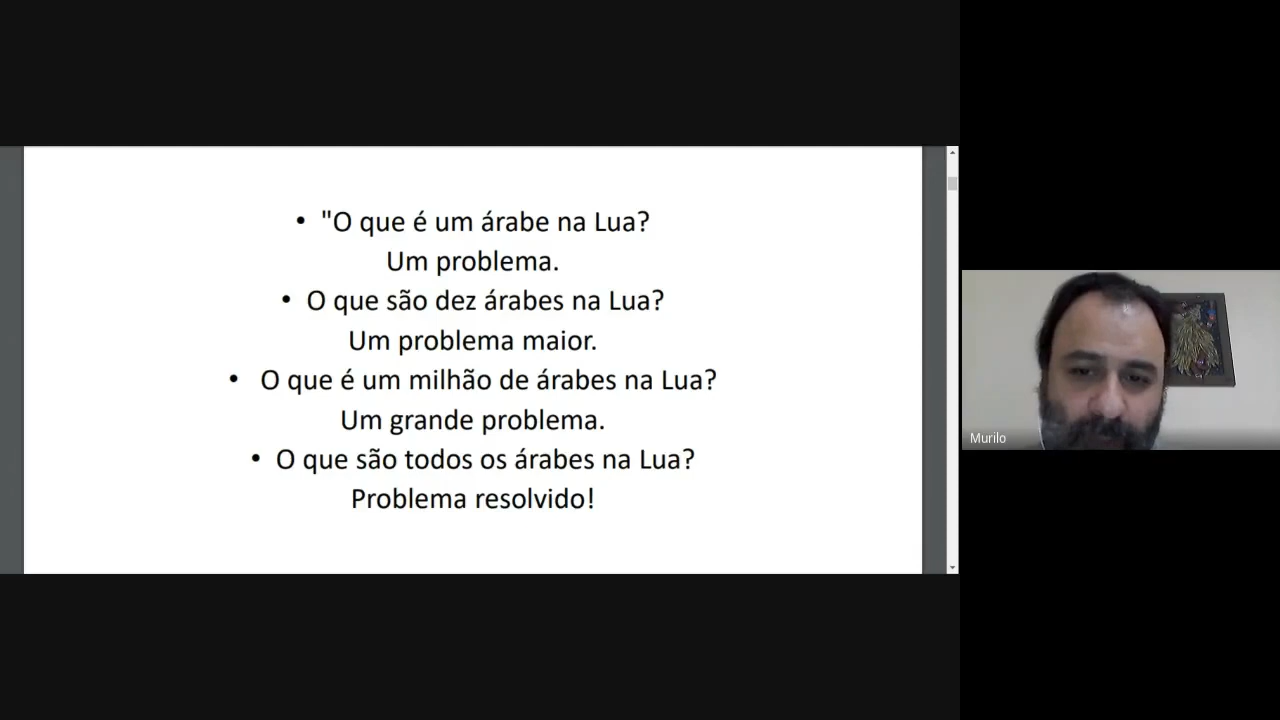 • "O que é um árabe na Lua?
Um problema.
• O que são dez árabes na Lua?
Um problema maior.
• O que é um milhão de árabes na Lua?
Um grande problema.
• O que são todos os árabes na Lua?
Problema resolvido!
Murilo